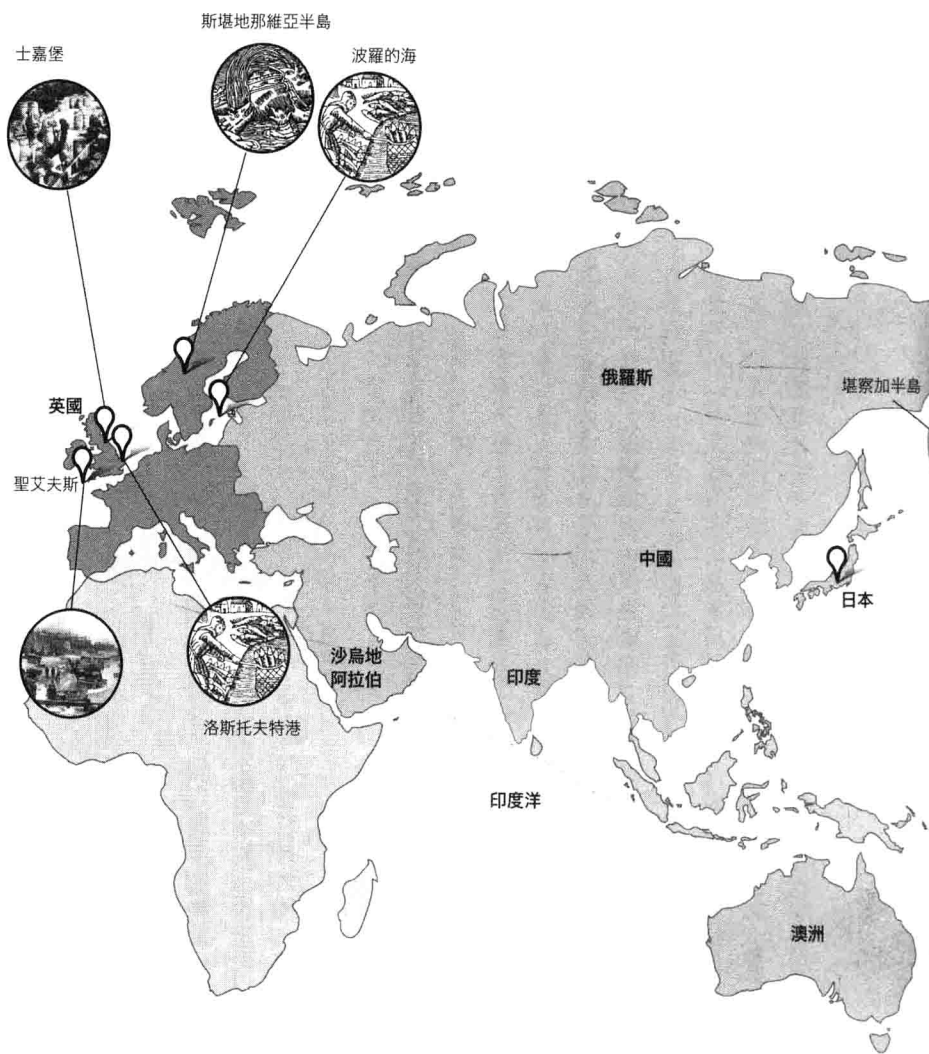 斯堪地那維亞半島
士嘉堡
波羅的海
俄羅斯
堪察加半島
英國
聖艾夫斯
中國
日本
沙烏地
阿拉伯
印度
洛斯托夫特港
印度洋
澳洲